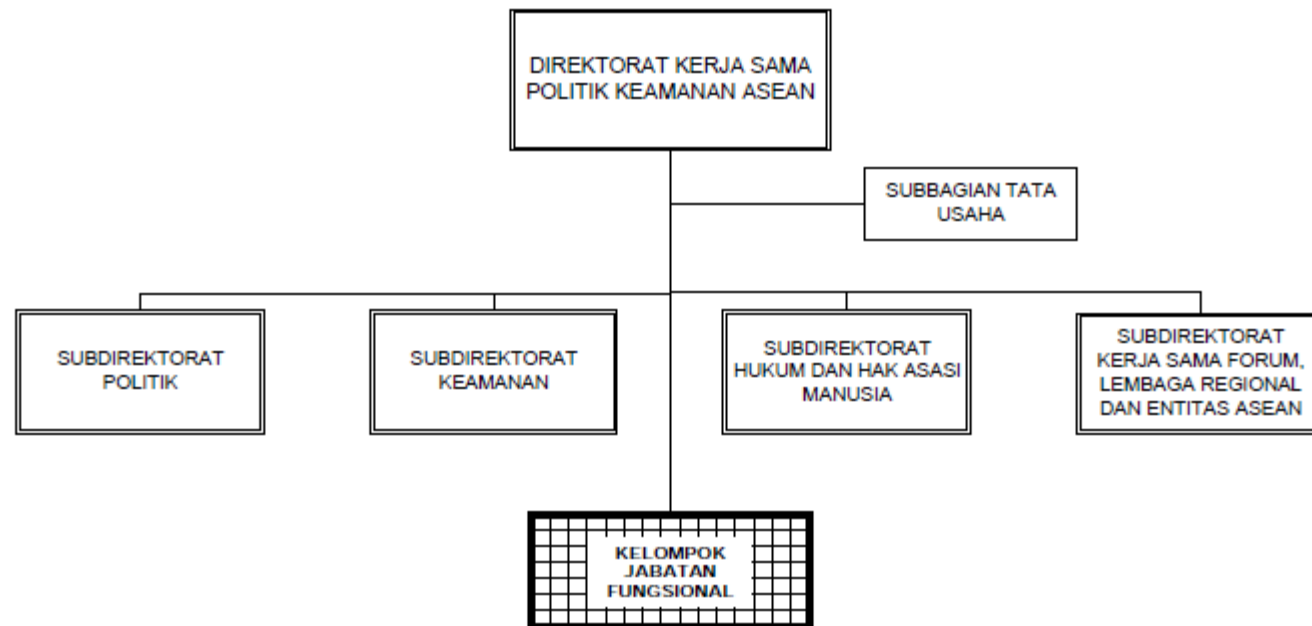 DIREKTORAT KERJA SAMA
POLITIK KEAMANAN ASEAN
SUBBAGIAN TATA
USAHA
SUBDIREKTORAT
POLITIK
SUBDIREKTORAT
KEAMANAN
SUBDIREKTORAT
HUKUM DAN HAK ASASI
MANUSIA
SUBDIREKTORAT
KERJA SAMA FORUM,
LEMBAGA REGIONAL
DAN ENTITAS ASEAN
KELOMPOK
JABATAN
FUNGSIONAL